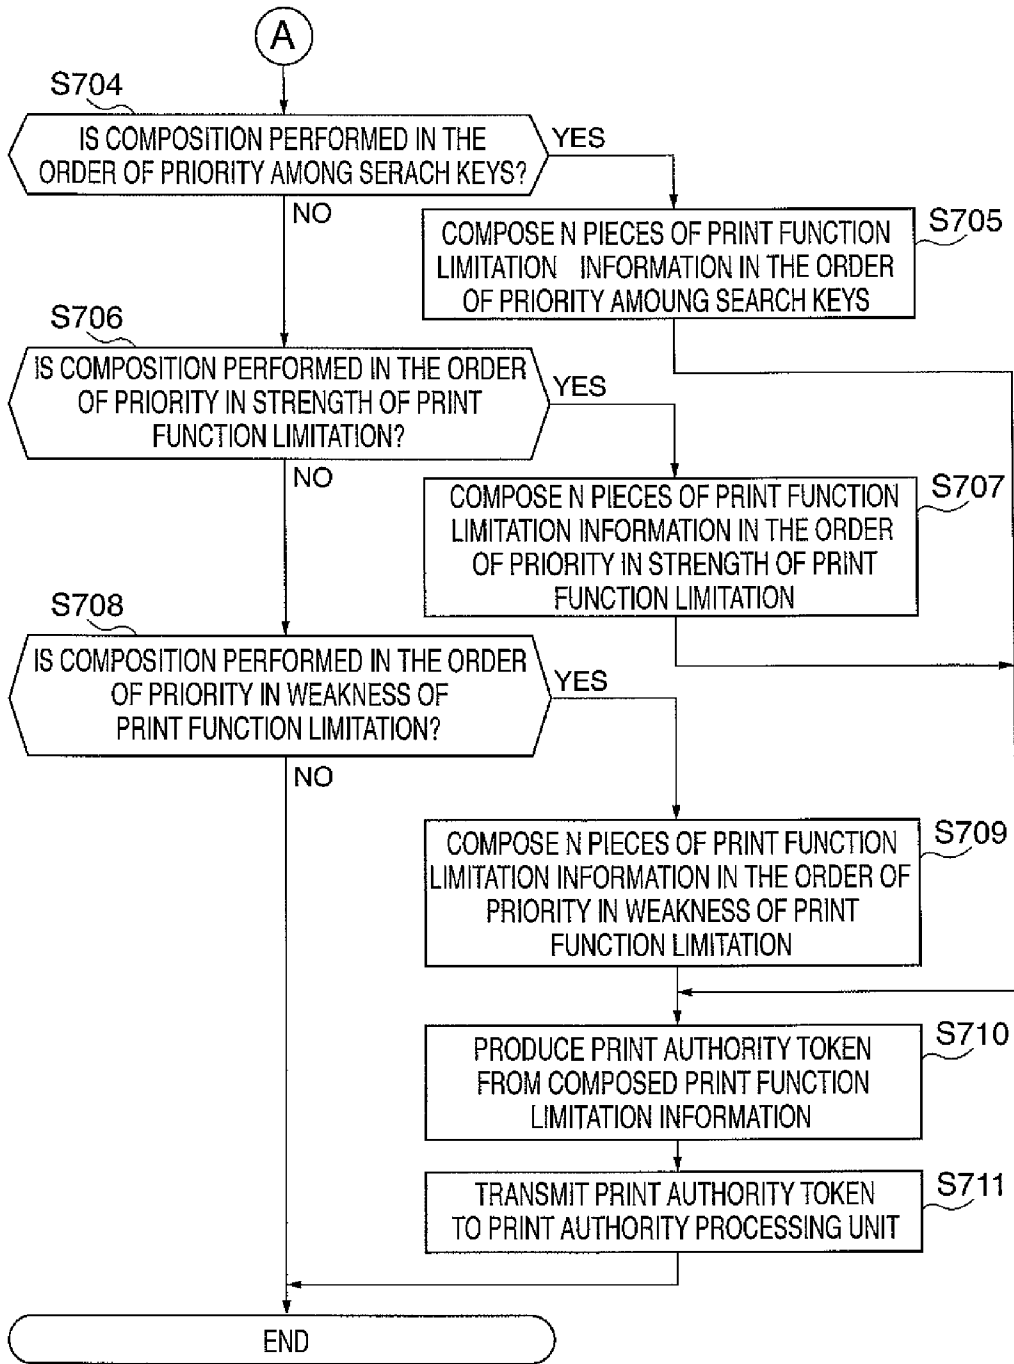 A
S704
IS COMPOSITION PERFORMED IN THE
ORDER OF PRIORITY AMONG SERACH KEYS?
YES
NO
S705
COMPOSE N PIECES OF PRINT FUNCTION
LIMITATION INFORMATION IN THE ORDER
OF PRIORITY AMOUNG SEARCH KEYS
S706
IS COMPOSITION PERFORMED IN THE ORDER
OF PRIORITY IN STRENGTH OF PRINT
FUNCTION LIMITATION?
YES
NO
S707
COMPOSE N PIECES OF PRINT FUNCTION
LIMITATION INFORMATION IN THE ORDER
OF PRIORITY IN STRENGTH OF PRINT
FUNCTION LIMITATION
S708
IS COMPOSITION PERFORMED IN THE ORDER
OF PRIORITY IN WEAKNESS OF
PRINT FUNCTION LIMITATION?
YES
NO
S709
COMPOSE N PIECES OF PRINT FUNCTION
LIMITATION INFORMATION IN THE ORDER OF
PRIORITY IN WEAKNESS OF PRINT
FUNCTION LIMITATION
S710
PRODUCE PRINT AUTHORITY TOKEN
FROM COMPOSED PRINT FUNCTION
LIMITATION INFORMATION
S711
TRANSMIT PRINT AUTHORITY TOKEN
TO PRINT AUTHORITY PROCESSING UNIT
END